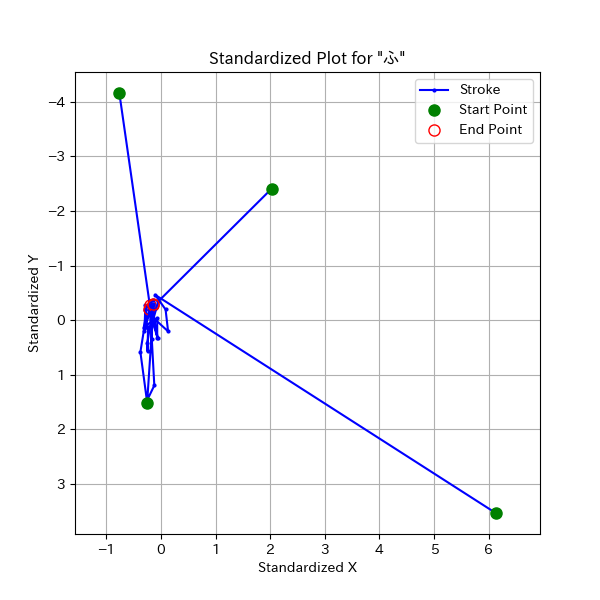 Standardized Plot for "ふ"
Stroke
Start Point
End Point
Standardized Y
−4
−3
−2
−1
0
1
2
3
−1 0 1 2 3 4 5 6
Standardized X